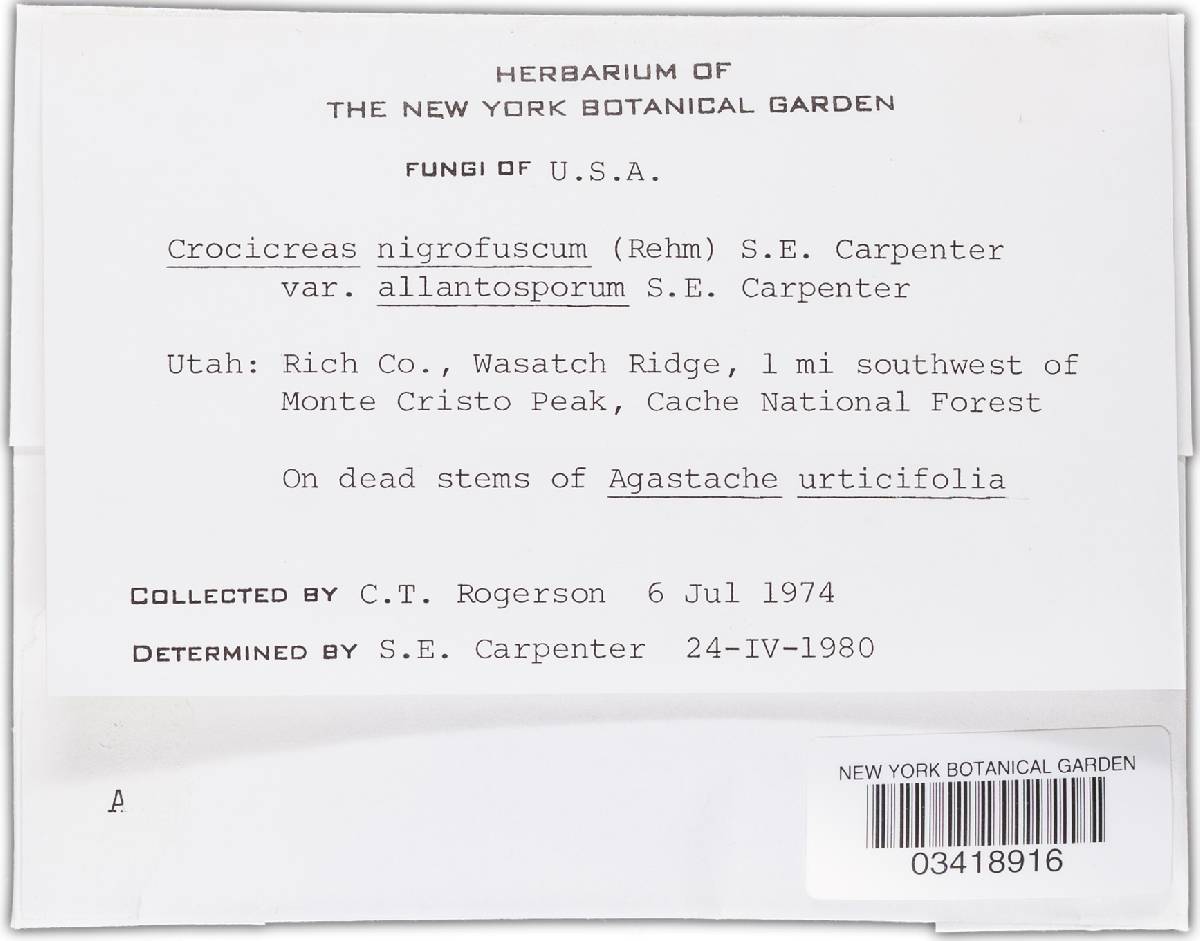 HERBARIUM OF
THE NEW YORK BOTANICAL GARDEN
FUNGI OF U.S.A.
Crocicreas nigrofuscum (Rehm) S.E. Carpenter
var. allantosporum S.E. Carpenter
Utah: Rich Co., Wasatch Ridge, 1 mi southwest of
Monte Cristo Peak, Cache National Forest
On dead stems of Agastache urticifolia
COLLECTED BY C.T. Rogerson 6 Jul 1974
DETERMINED BY S.E. Carpenter 24-IV-1980
A
NEW YORK BOTANICAL GARDEN
03418916